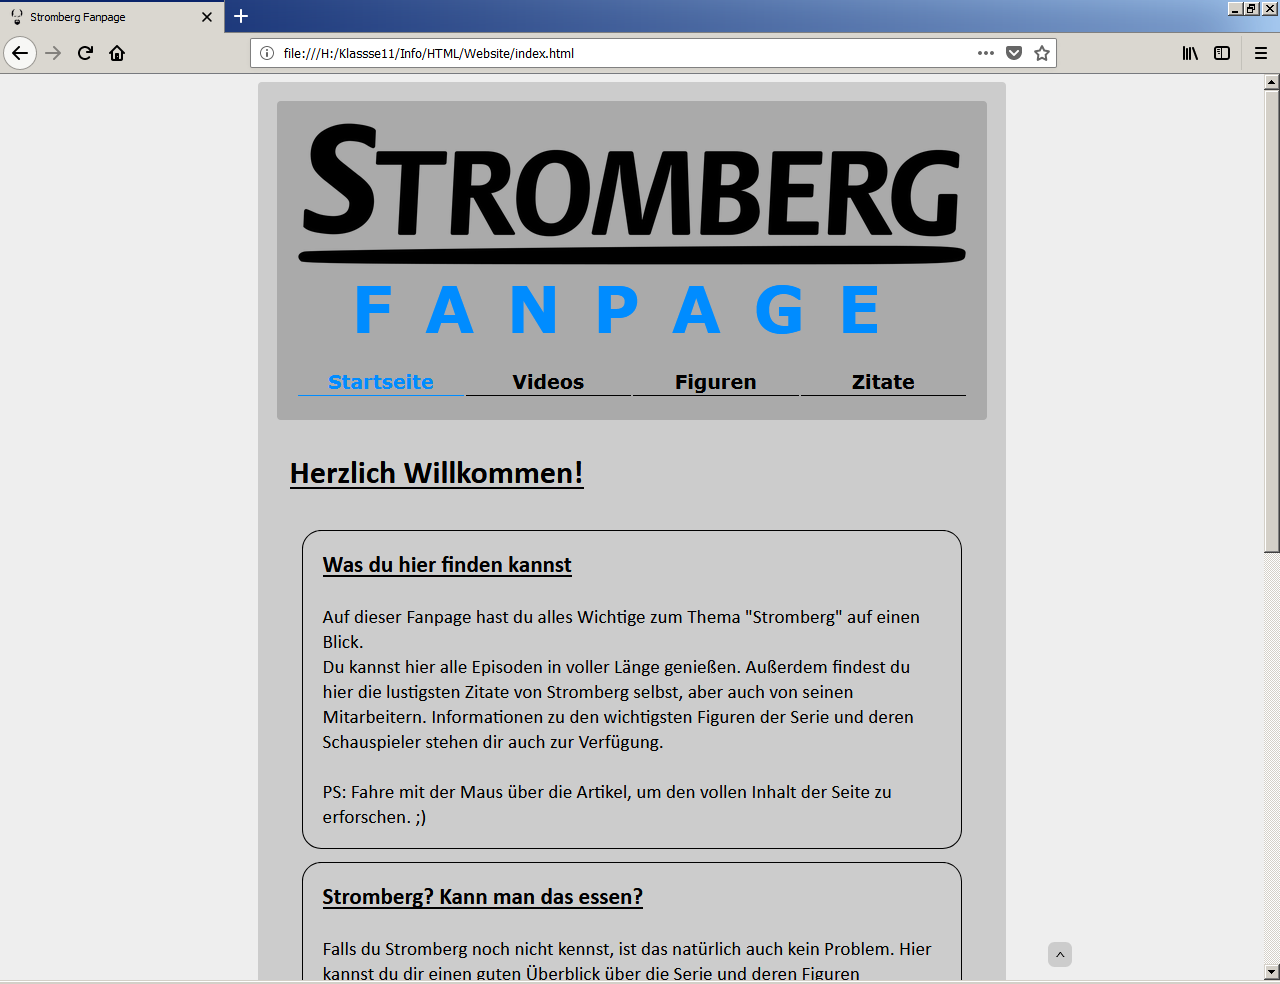 Stromberg Fanpage
file:///H:/Klassse11/Info/HTML/Website/index.html
STROMBERG
FANPAGE
Startseite Videos Figuren Zitate
Herzlich Willkommen!
Was du hier finden kannst
Auf dieser Fanpage hast du alles Wichtige zum Thema "Stromberg" auf einen
Blick.
Du kannst hier alle Episoden in voller Länge genießen. Außerdem findest du
hier die lustigsten Zitate von Stromberg selbst, aber auch von seinen
Mitarbeitern. Informationen zu den wichtigsten Figuren der Serie und deren
Schauspieler stehen dir auch zur Verfügung.
PS: Fahre mit der Maus über die Artikel, um den vollen Inhalt der Seite zu
erforschen. ;)
Stromberg? Kann man das essen?
Falls du Stromberg noch nicht kennst, ist das natürlich auch kein Problem. Hier
kannst du dir einen guten Überblick über die Serie und deren Figuren